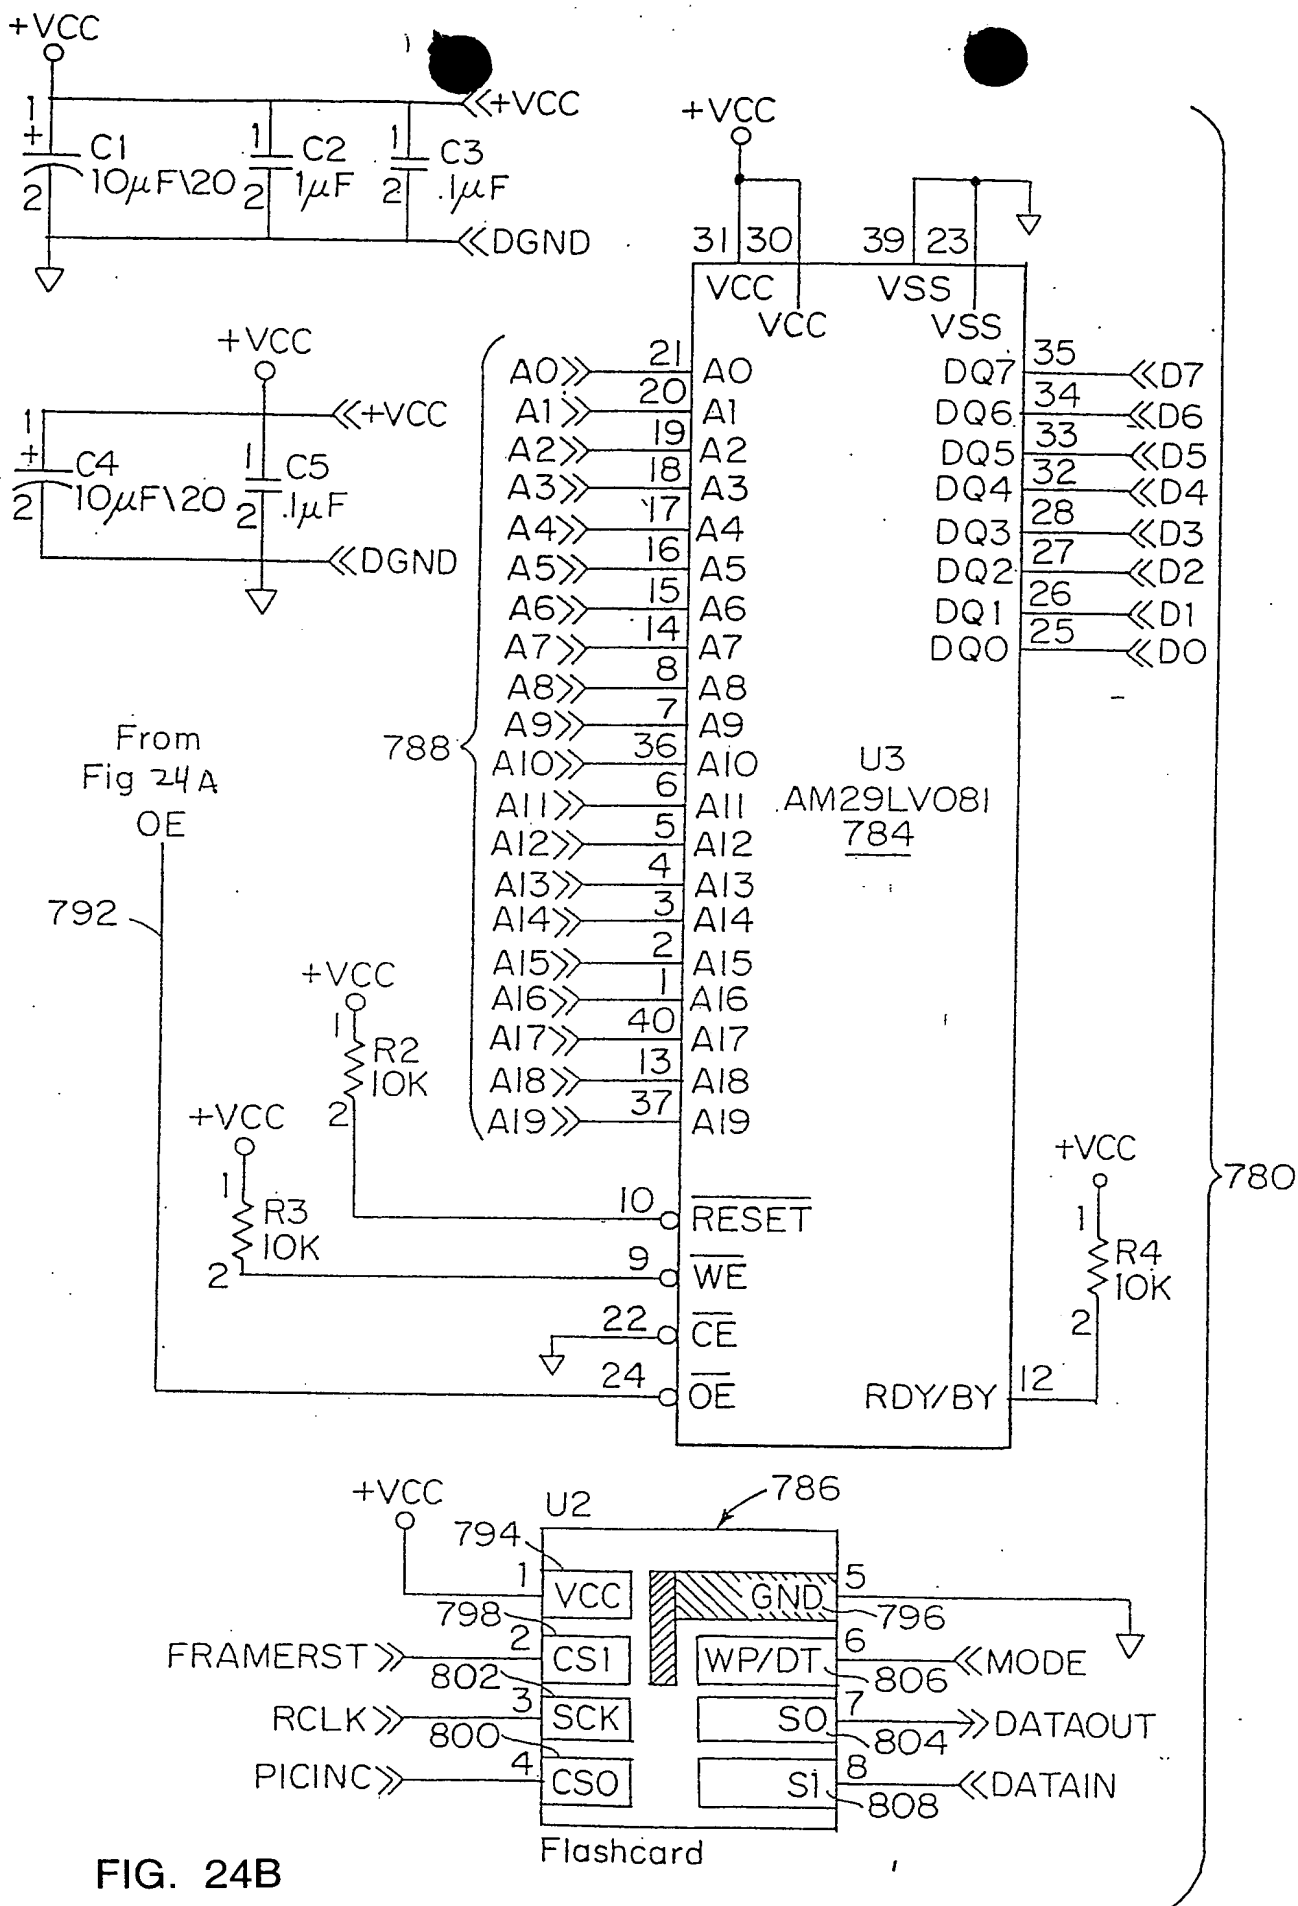 +VCC
1
+
C1
10µF\20
2
1
C2
1µF
2
1
C3
.1µF
2
<<+VCC
<<DGND
+VCC
1
+
C4
10µF\20
2
1
C5
.1µF
2
<<+VCC
<<DGND
+VCC
31 30 39 23
VCC VSS
VCC VSS
A0>> 21 A0
A1>> 20 A1
A2>> 19 A2
A3>> 18 A3
A4>> 17 A4
A5>> 16 A5
A6>> 15 A6
A7>> 14 A7
A8>> 8 A8
A9>> 7 A9
A10>> 36 A10
A11>> 6 A11
A12>> 5 A12
A13>> 4 A13
A14>> 3 A14
A15>> 2 A15
A16>> 1 A16
A17>> 40 A17
A18>> 13 A18
A19>> 37 A19
788
DQ7 35 <<D7
DQ6 34 <<D6
DQ5 33 <<D5
DQ4 32 <<D4
DQ3 28 <<D3
DQ2 27 <<D2
DQ1 26 <<D1
DQ0 25 <<D0
U3
AM29LV081
784
From
Fig 24A
OE
792
+VCC
1
R2
10K
2
+VCC
1
R3
10K
2
10 RESET
9 WE
22 CE
24 OE
RDY/BY 12
+VCC
1
R4
10K
2
780
+VCC
U2
786
794
1 VCC
798
FRAMERST>> 2 CS1
802
RCLK>> 3 SCK
800
PICINC>> 4 CS0
GND 5
796
WP/DT 6 <<MODE
806
SO 7 >>DATAOUT
804
SI 8 <<DATAIN
808
Flashcard
FIG. 24B